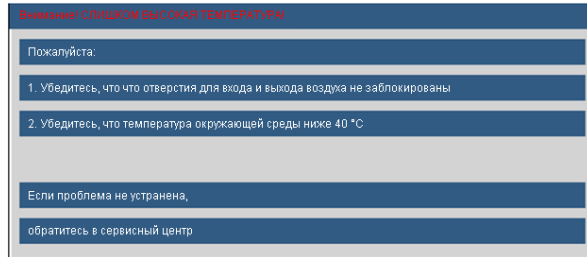 Внимание! СЛИШКОМ ВЫСОКАЯ ТЕМПЕРАТУРА
Пожалуйста:
1. Убедитесь, что что отверстия для входа и выхода воздуха не заблокированы
2. Убедитесь, что температура окружающей среды ниже 40 °C
Если проблема не устранена,
обратитесь в сервисный центр